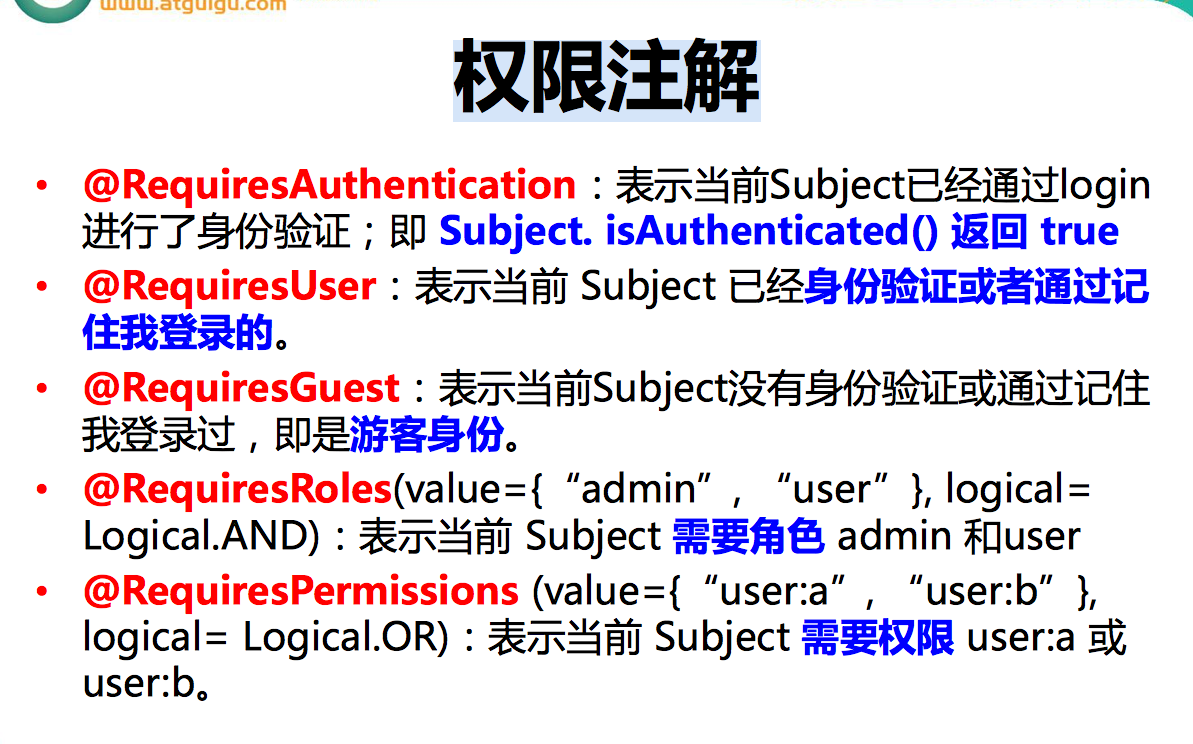 www.atguigu.com
权限注解
• @RequiresAuthentication：表示当前Subject已经通过login
进行了身份验证；即 Subject. isAuthenticated() 返回 true
• @RequiresUser：表示当前 Subject 已经身份验证或者通过记
住我登录的。
• @RequiresGuest：表示当前Subject没有身份验证或通过记住
我登录过，即是游客身份。
• @RequiresRoles(value={“admin”, “user”}, logical=
Logical.AND)：表示当前 Subject 需要角色 admin 和user
• @RequiresPermissions (value={“user:a”, “user:b”},
logical= Logical.OR)：表示当前 Subject 需要权限 user:a 或
user:b。